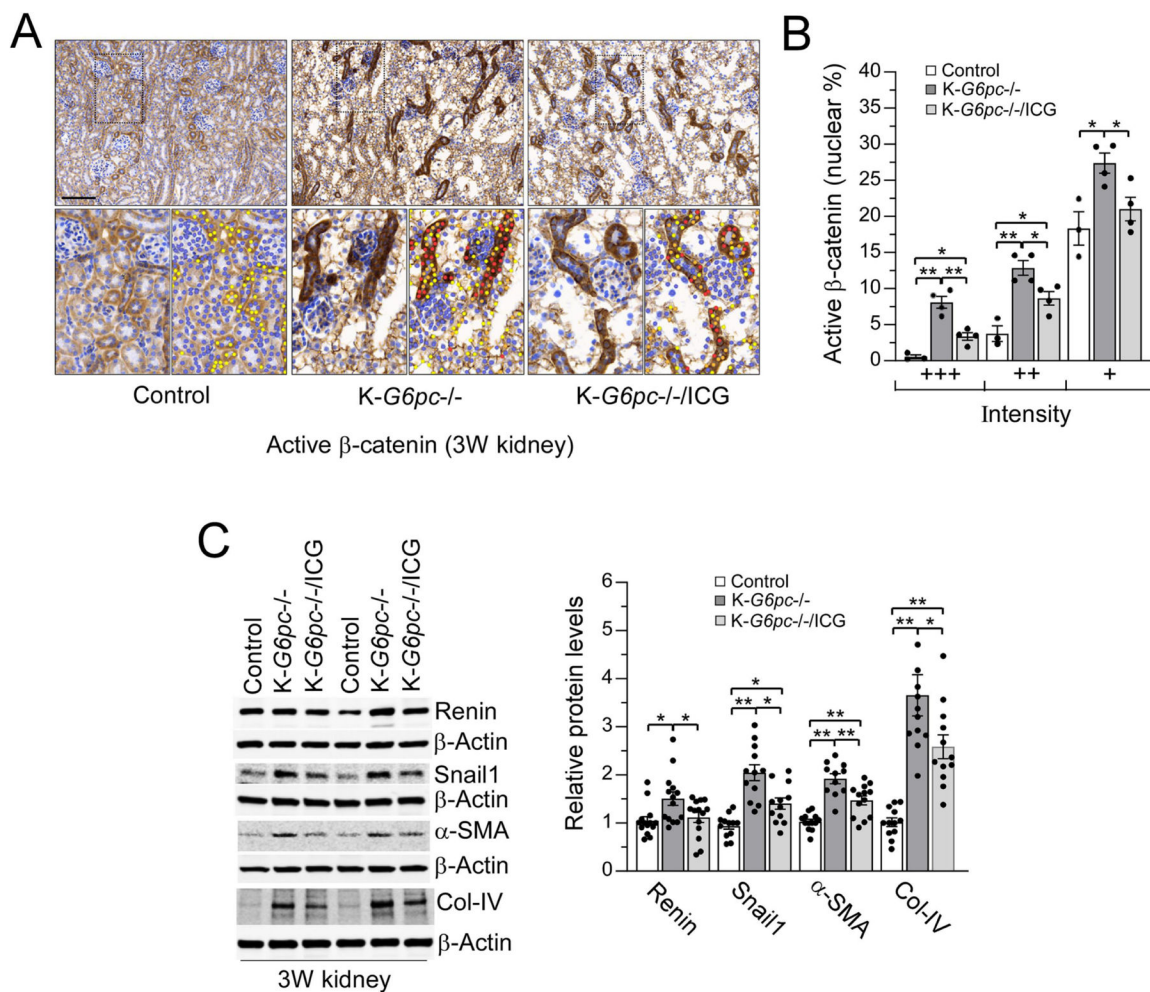 A
Control
K-G6pc-/-
K-G6pc-/-/ICG
Active β-catenin (3W kidney)
B
Active β-catenin (nuclear %)
40
35
30
25
20
15
10
5
0
Control
K-G6pc-/-
K-G6pc-/-/ICG
* *
*
** *
*
** **
+++ ++ +
Intensity
C
Control
K-G6pc-/-
K-G6pc-/-/ICG
Control
K-G6pc-/-
K-G6pc-/-/ICG
Renin
β-Actin
Snail1
β-Actin
α-SMA
β-Actin
Col-IV
β-Actin
3W kidney
Relative protein levels
6
5
4
3
2
1
0
Control
K-G6pc-/-
K-G6pc-/-/ICG
* *
*
** *
**
** **
**
** *
Renin
Snail1
α-SMA
Col-IV